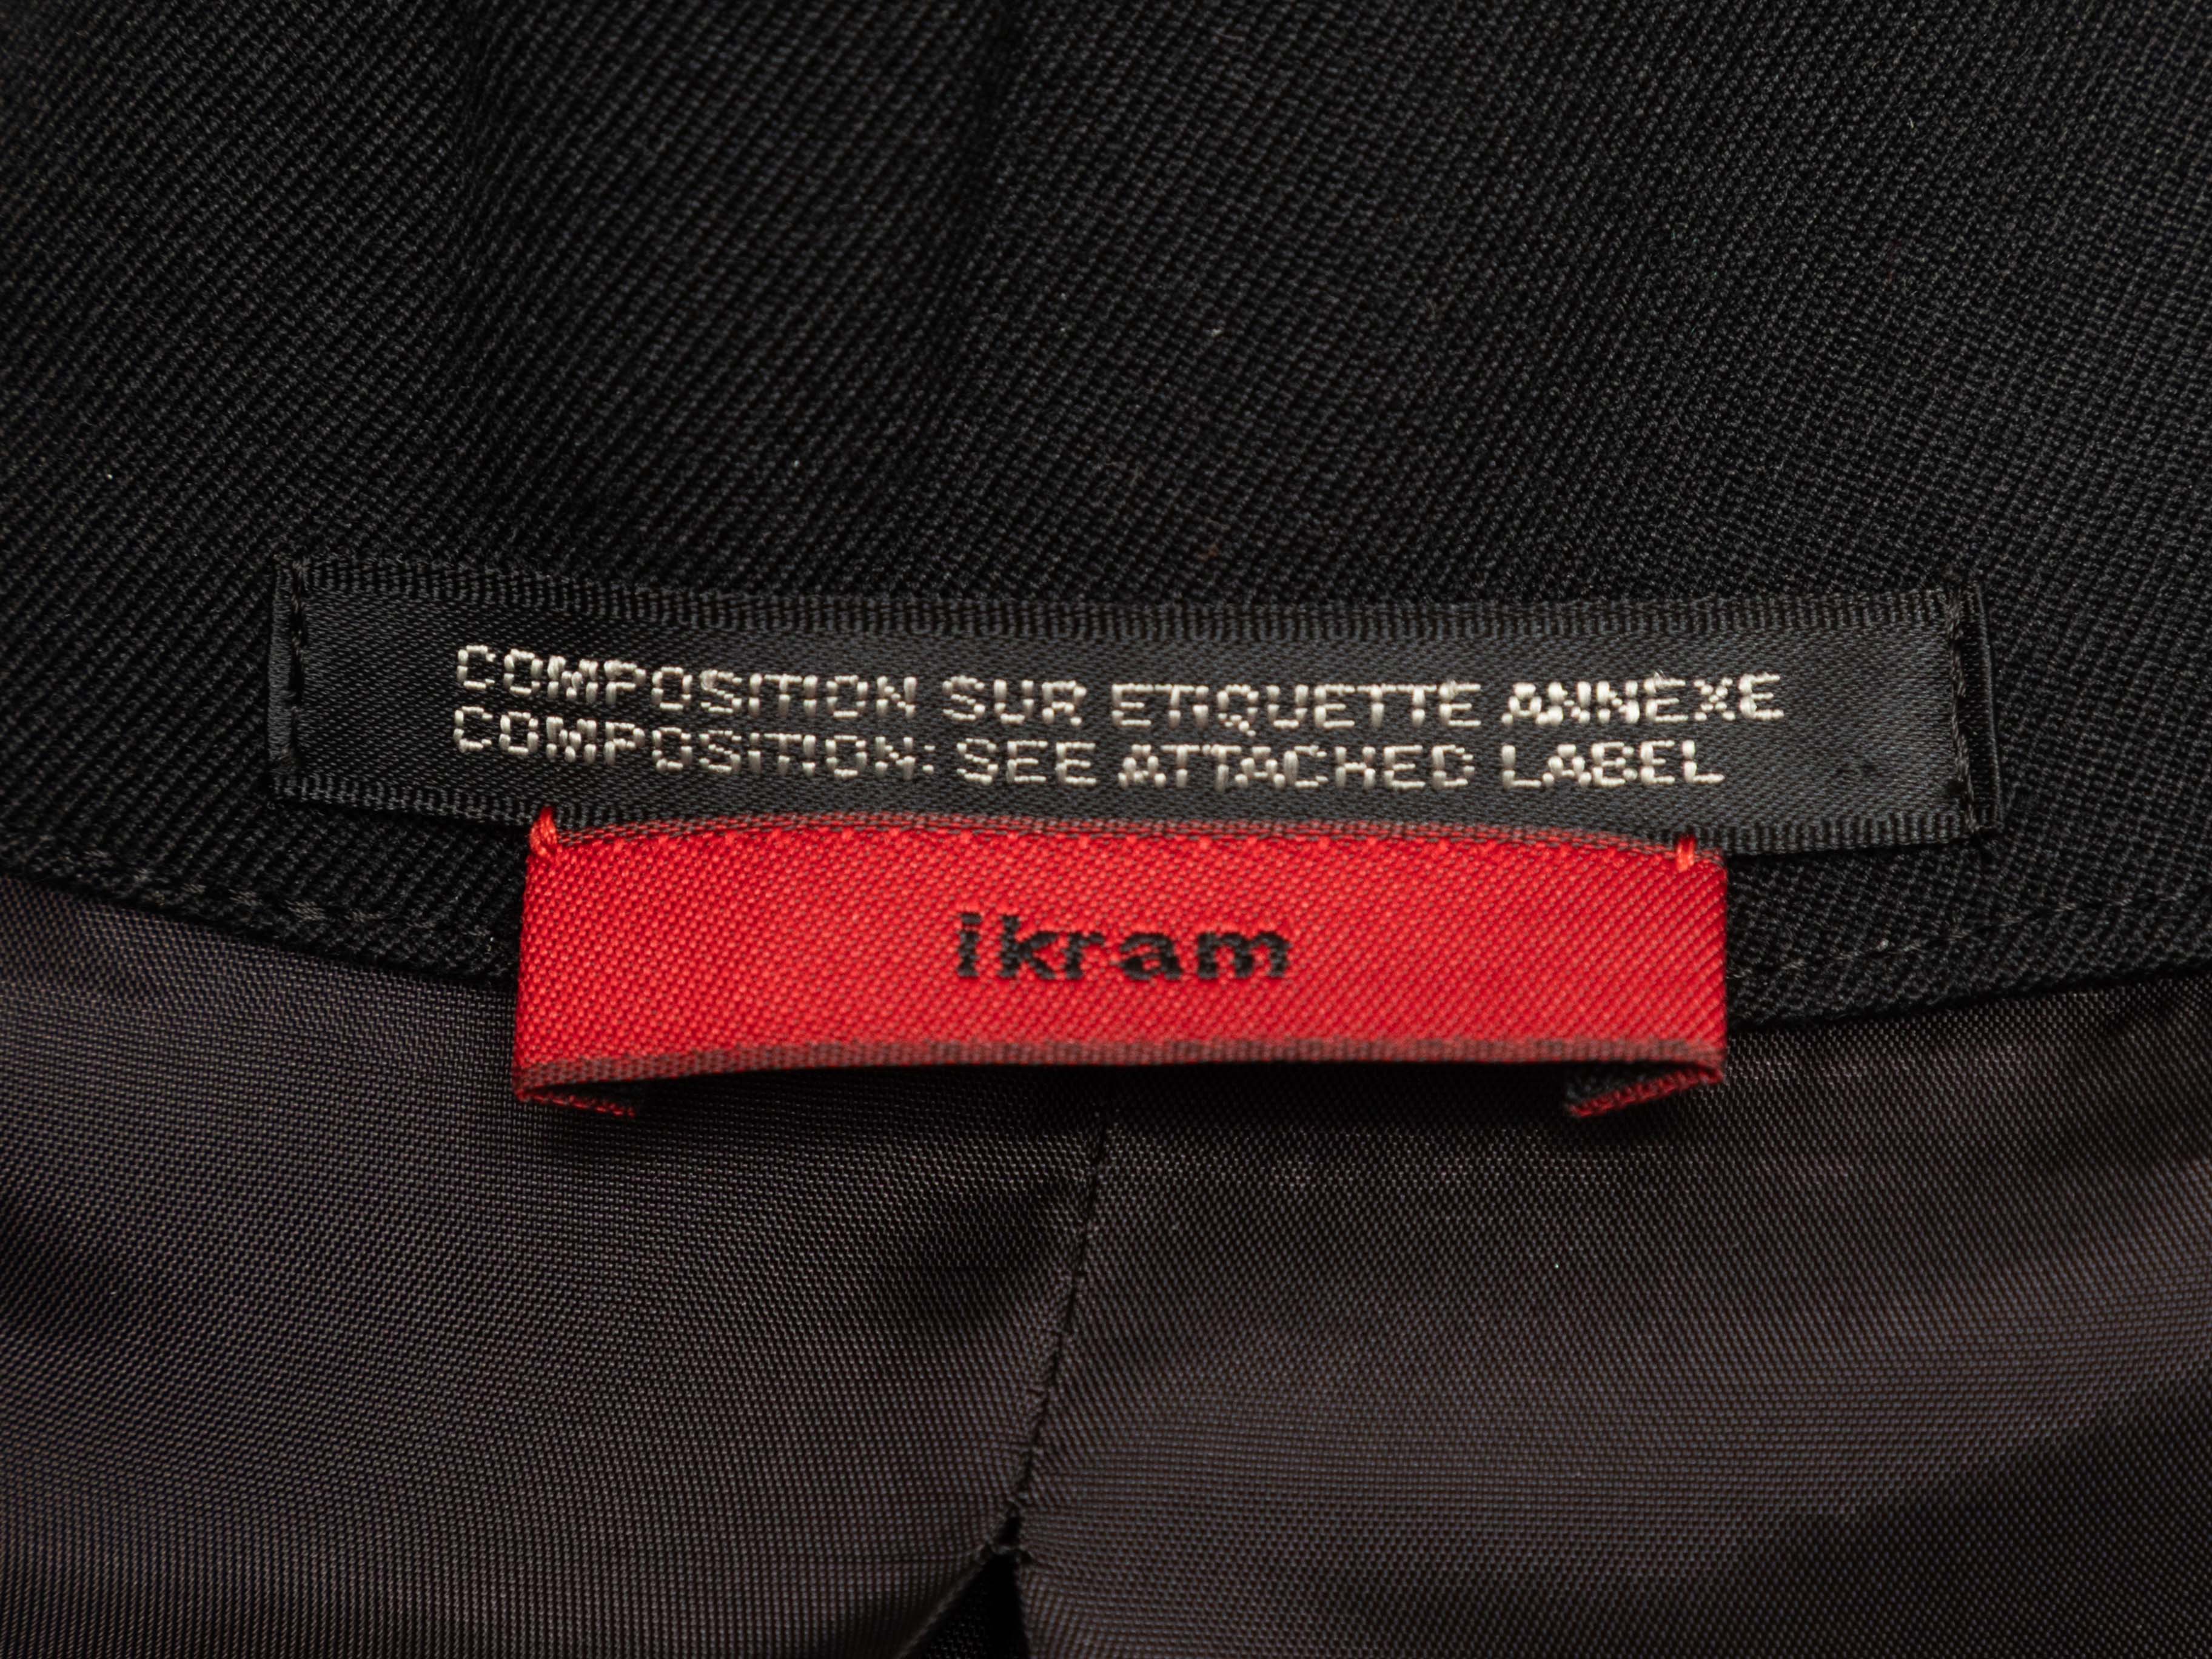 COMPOSITION SUR ETIQUETTE ANNEXE
COMPOSITION: SEE ATTACHED LABEL
ikram